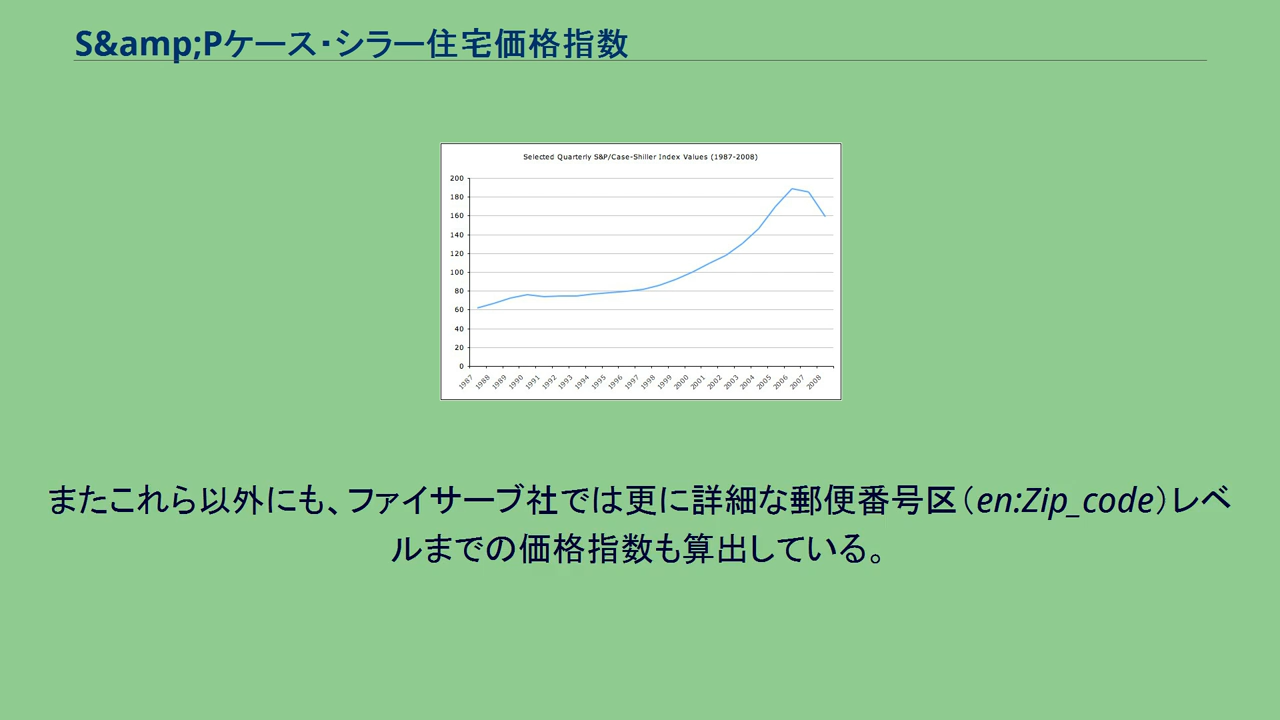 S&amp;Pケース・シラー住宅価格指数
Selected Quarterly S&P/Case-Shiller Index Values (1987-2008)
200
180
160
140
120
100
80
60
40
20
0
1987 1988 1989 1990 1991 1992 1993 1994 1995 1996 1997 1998 1999 2000 2001 2002 2003 2004 2005 2006 2007 2008
またこれら以外にも、ファイサーブ社では更に詳細な郵便番号区（en:Zip_code）レベ
ルまでの価格指数も算出している。